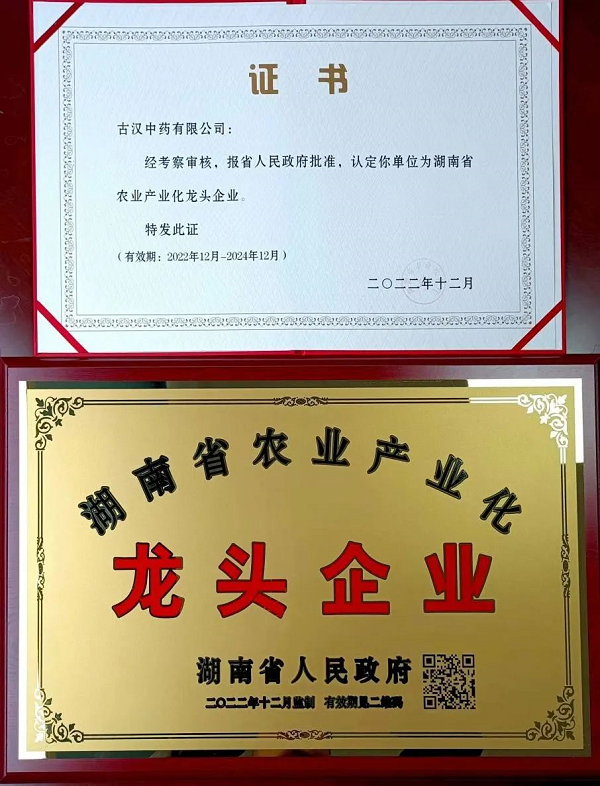 证书
古汉中药有限公司：
经考察审核，报省人民政府批准，认定你单位为湖南省
农业产业化龙头企业。
特发此证
（有效期：2022年12月-2024年12月）
二〇二二年十二月
湖南省农业产业化
龙头企业
湖南省人民政府
二〇二二年十二月监制 有效期见二维码